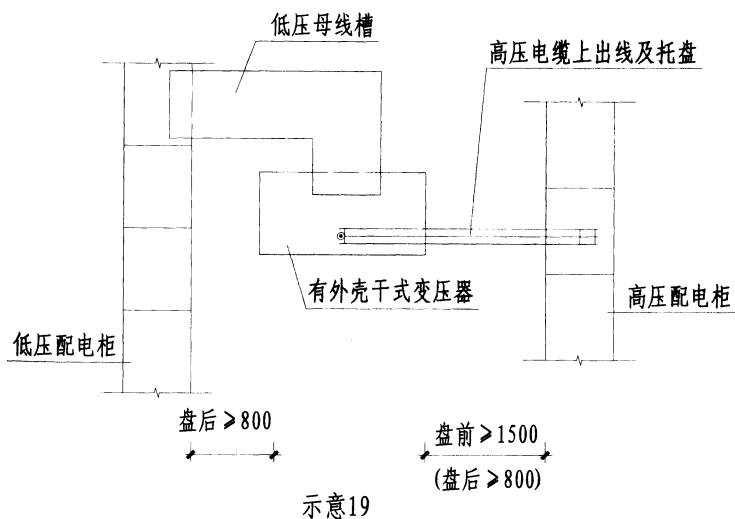 低压母线槽
高压电缆上出线及托盘
有外壳干式变压器
高压配电柜
低压配电柜
盘后≥800
盘前≥1500
(盘后≥800)
示意19